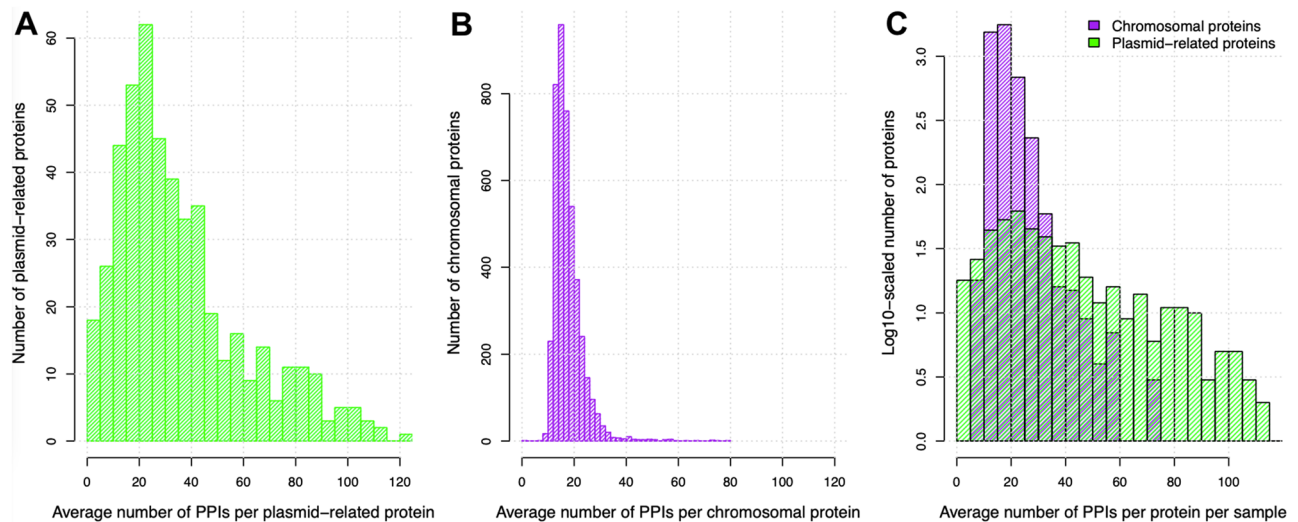 A
Number of plasmid-related proteins
0 10 20 30 40 50 60
0 20 40 60 80 100 120
Average number of PPIs per plasmid-related protein
B
Number of chromosomal proteins
0 200 400 600 800
0 20 40 60 80 100 120
Average number of PPIs per chromosomal protein
C
Chromosomal proteins
Plasmid-related proteins
Log10-scaled number of proteins
0.0 0.5 1.0 1.5 2.0 2.5 3.0
0 20 40 60 80 100
Average number of PPIs per protein per sample